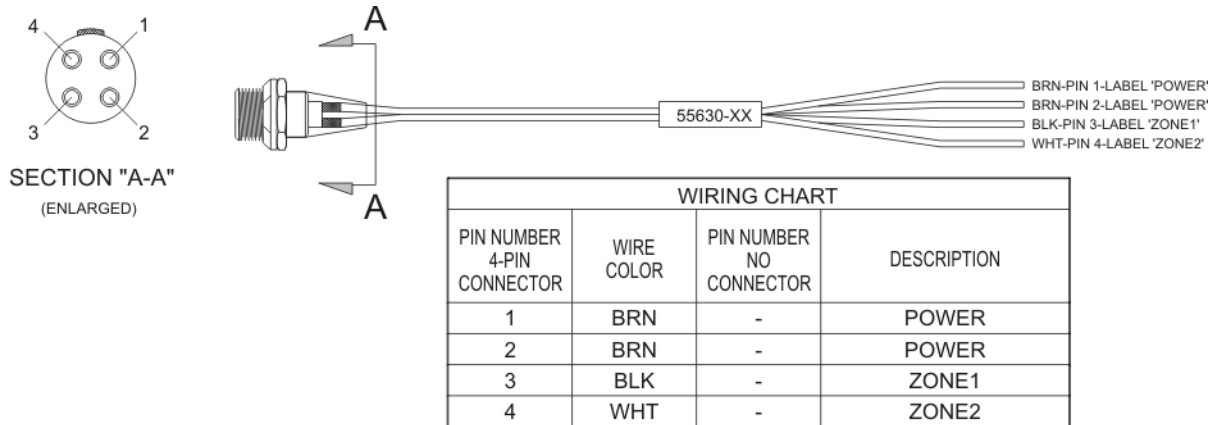 4
1
3
2
SECTION "A-A"
(ENLARGED)
A
A
55630-XX
BRN-PIN 1-LABEL 'POWER'
BRN-PIN 2-LABEL 'POWER'
BLK-PIN 3-LABEL 'ZONE1'
WHT-PIN 4-LABEL 'ZONE2'
WIRING CHART
PIN NUMBER
4-PIN
CONNECTOR
WIRE
COLOR
PIN NUMBER
NO
CONNECTOR
DESCRIPTION
1 BRN - POWER
2 BRN - POWER
3 BLK - ZONE1
4 WHT - ZONE2